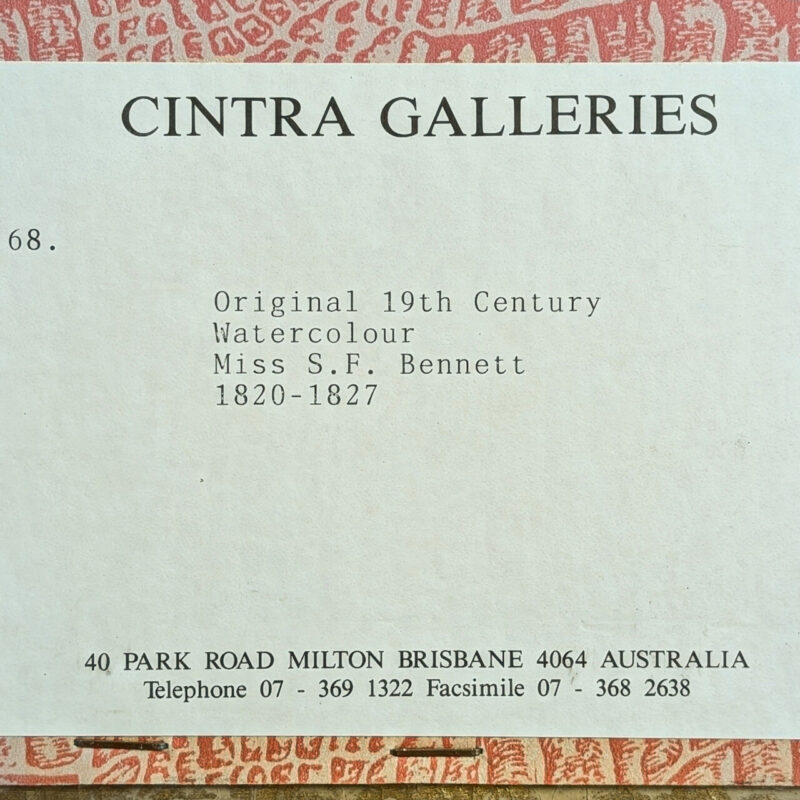 CINTRA GALLERIES
68.
Original 19th Century
Watercolour
Miss S.F. Bennett
1820-1827
40 PARK ROAD MILTON BRISBANE 4064 AUSTRALIA
Telephone 07 - 369 1322 Facsimile 07 - 368 2638